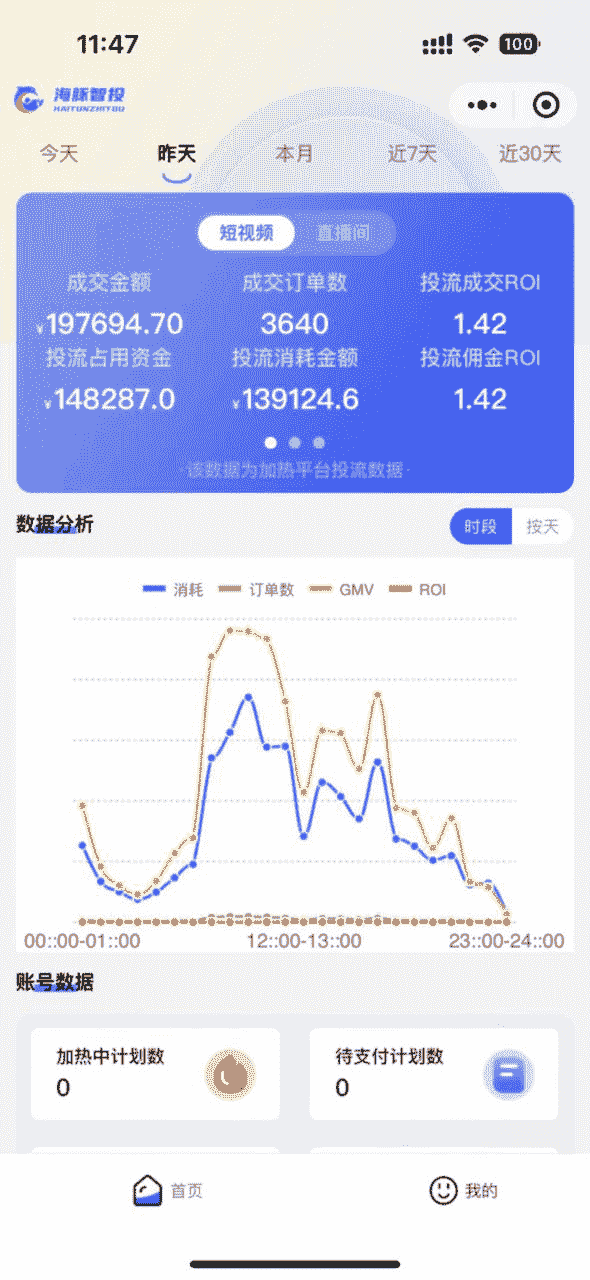 11:47
100
海豚智投
HAITUNZHITOU
今天 昨天 本月 近7天 近30天
短视频 直播间
成交金额 成交订单数 投流成交ROI
¥197694.70 3640 1.42
投流占用资金 投流消耗金额 投流佣金ROI
¥148287.0 ¥139124.6 1.42
·该数据为加热平台投流数据·
数据分析 时段 按天
消耗 订单数 GMV ROI
00::00-01::00 12::00-13::00 23::00-24::00
账号数据
加热中计划数 待支付计划数
0 0
首页 我的